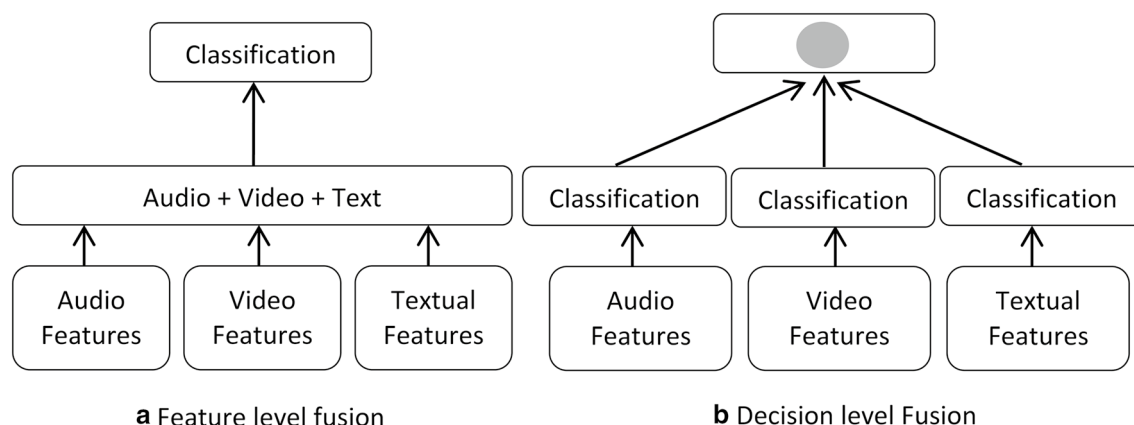 Classification
Audio + Video + Text
Audio
Features
Video
Features
Textual
Features
a Feature level fusion
Classification
Classification
Classification
Audio
Features
Video
Features
Textual
Features
b Decision level Fusion